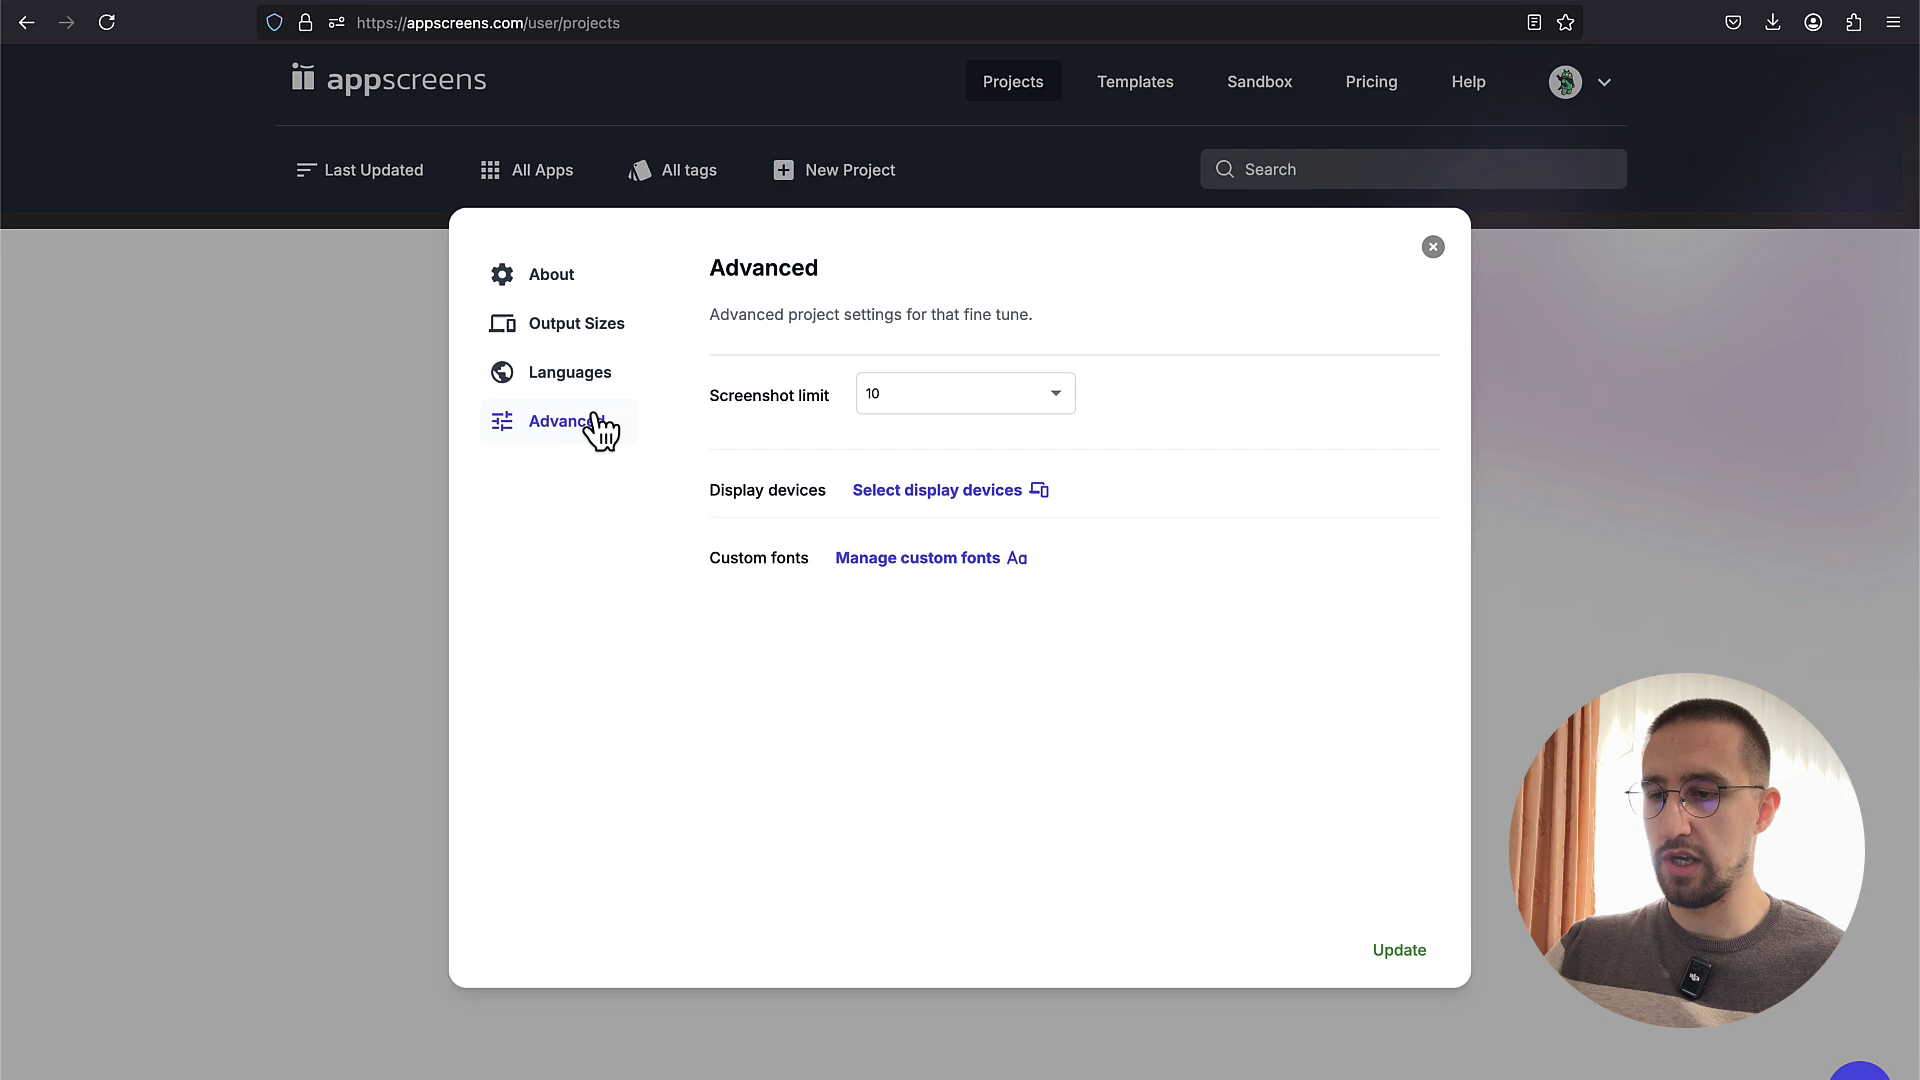 https://appscreens.com/user/projects
appscreens
Projects
Templates
Sandbox
Pricing
Help
Last Updated
All Apps
All tags
New Project
Search
About
Output Sizes
Languages
Advanced
Advanced
Advanced project settings for that fine tune.
Screenshot limit
10
Display devices
Select display devices
Custom fonts
Manage custom fonts Aa
Update